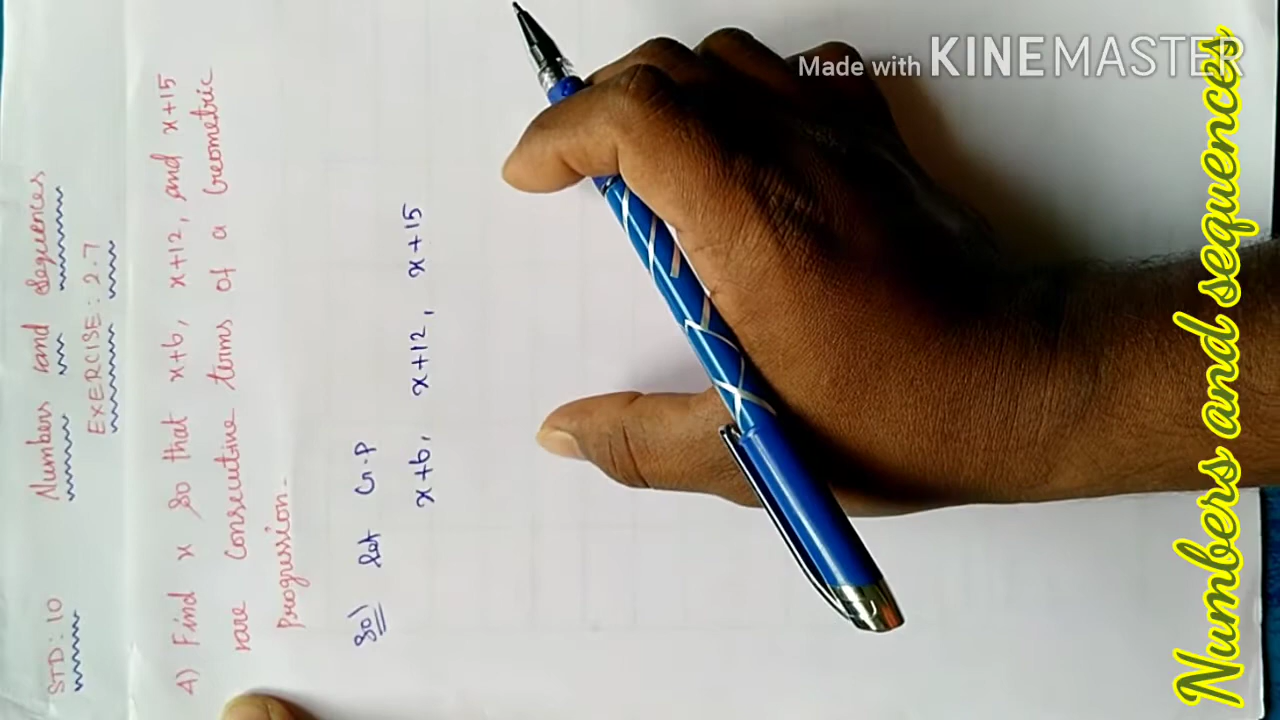 STD: 10 Numbers and Sequences
EXERCISE: 2.7
4) Find x so that x+6, x+12, and x+15
are Consecutive terms of a Geometric
Progression.
Sol) let G.P
x+6, x+12, x+15
Made with KINEMASTER
Numbers and sequences